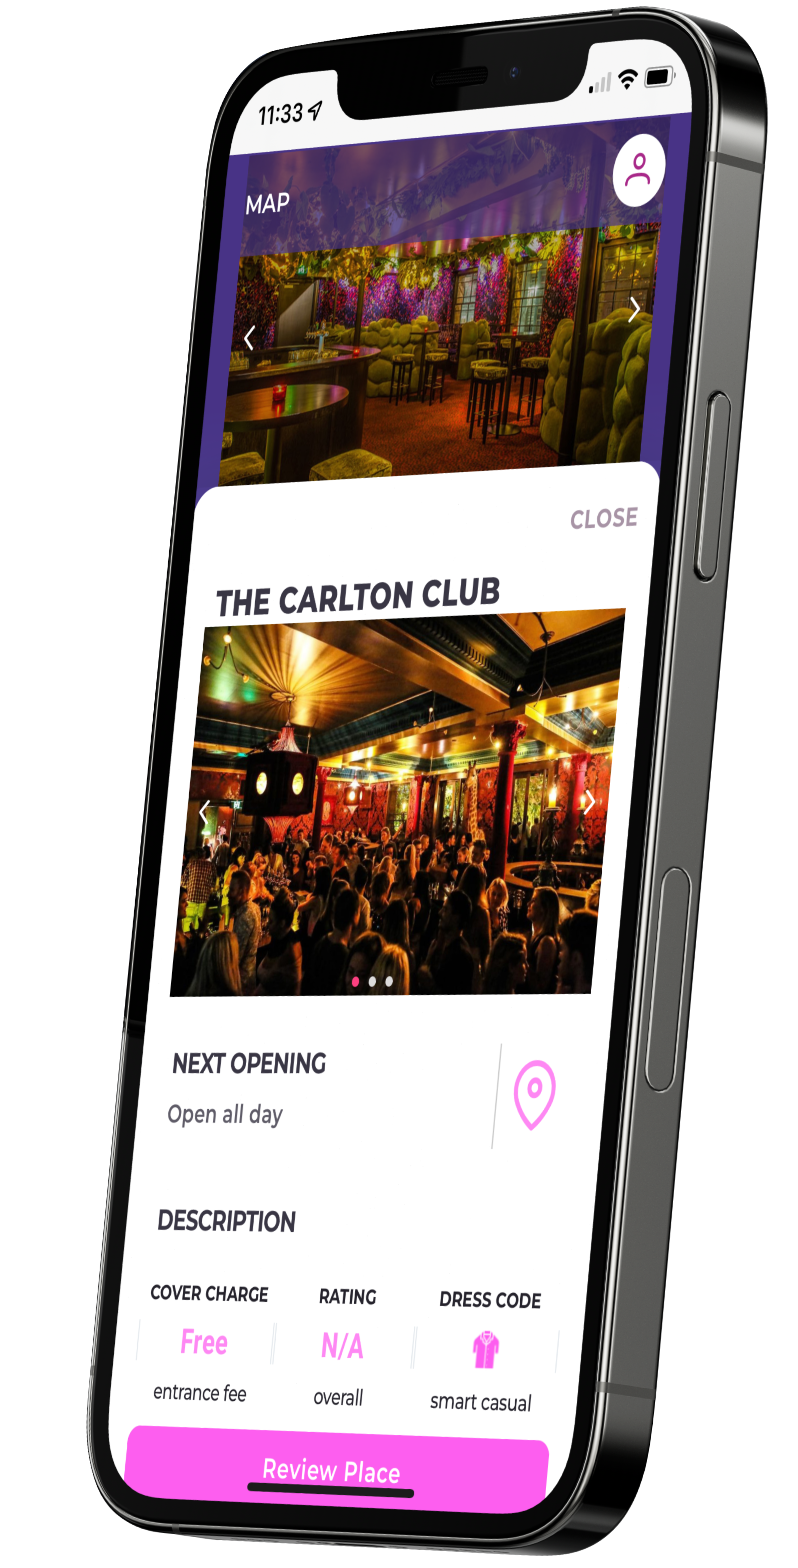 11:33
MAP
CLOSE
THE CARLTON CLUB
NEXT OPENING
Open all day
DESCRIPTION
COVER CHARGE RATING DRESS CODE
Free N/A
entrance fee overall smart casual
Review Place